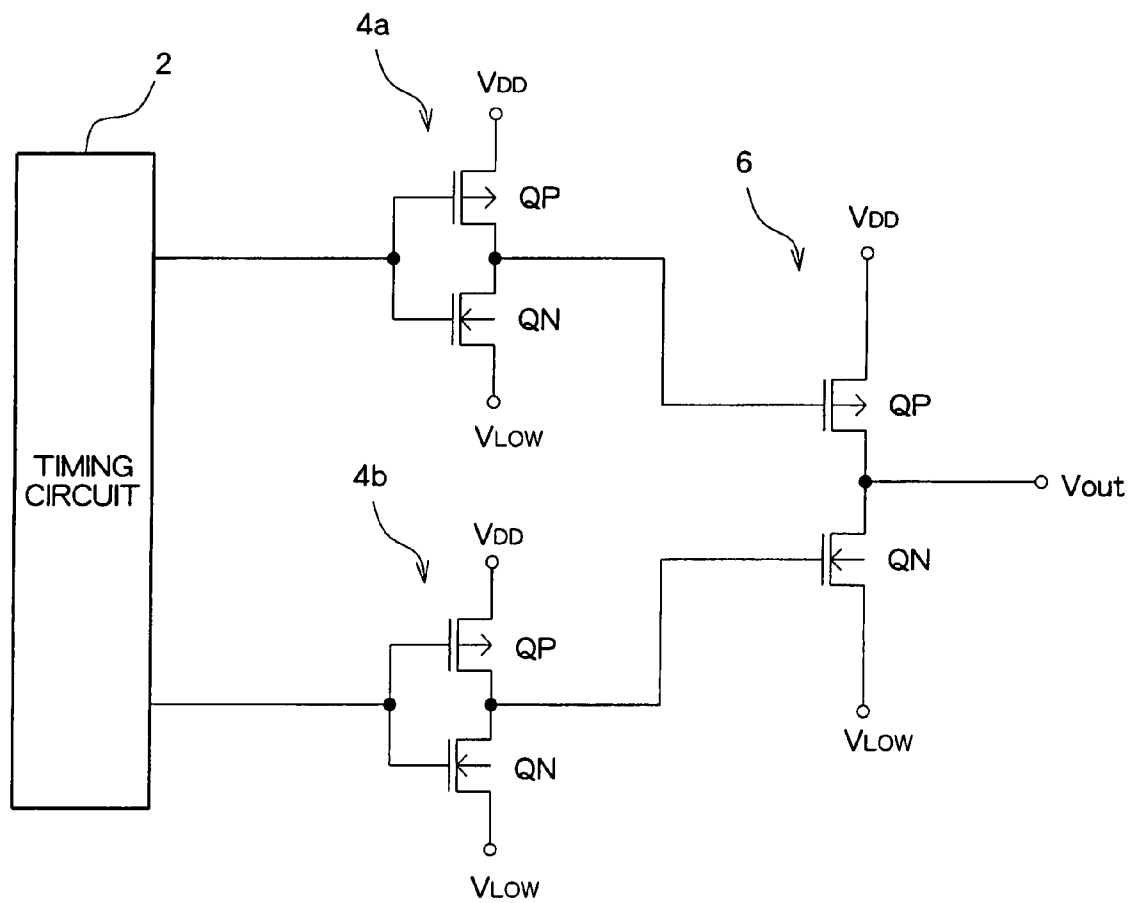 4a
2
VDD
6
QP
VDD
QN
VLOW
QP
TIMING
CIRCUIT
4b
Vout
VDD
QN
QP
VLOW
QN
VLOW